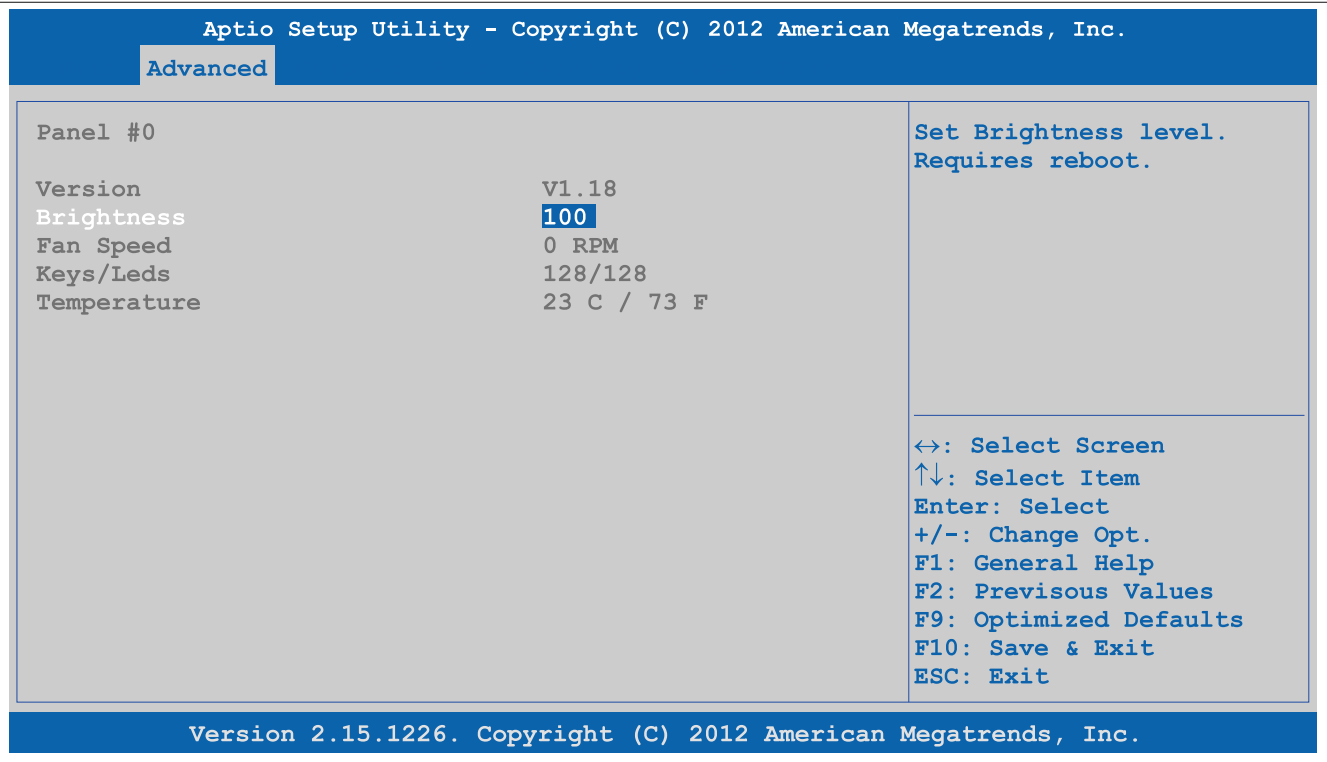 Aptio Setup Utility - Copyright (C) 2012 American Megatrends, Inc.
Advanced
Panel #0
Version V1.18
Brightness 100
Fan Speed 0 RPM
Keys/Leds 128/128
Temperature 23 C / 73 F
Set Brightness level.
Requires reboot.
↔: Select Screen
↑↓: Select Item
Enter: Select
+/-: Change Opt.
F1: General Help
F2: Previsous Values
F9: Optimized Defaults
F10: Save & Exit
ESC: Exit
Version 2.15.1226. Copyright (C) 2012 American Megatrends, Inc.